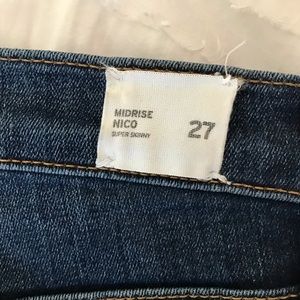 MIDRISE
NICO
SUPER SKINNY
27